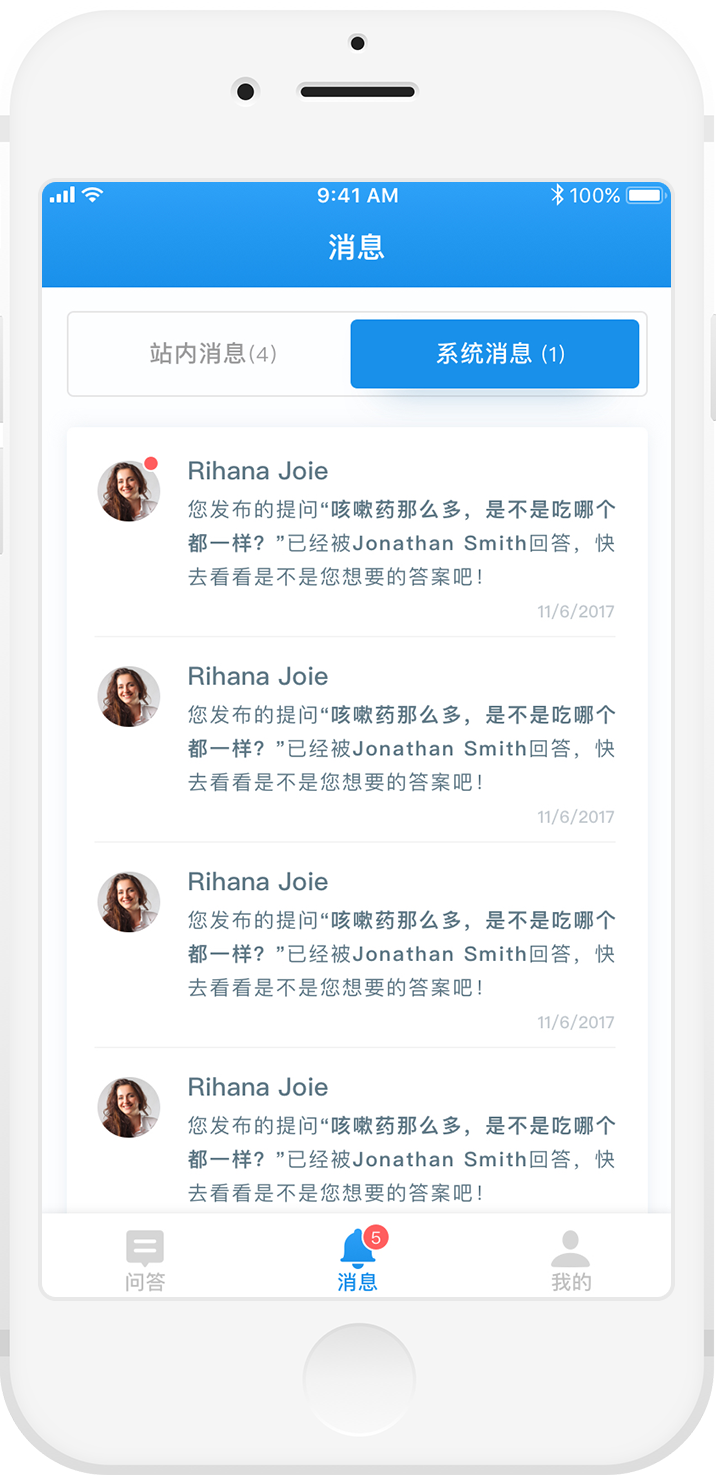 9:41 AM 100%
消息
站内消息(4) 系统消息 (1)
Rihana Joie
您发布的提问“咳嗽药那么多，是不是吃哪个
都一样？”已经被Jonathan Smith回答，快
去看看是不是您想要的答案吧！
11/6/2017
Rihana Joie
您发布的提问“咳嗽药那么多，是不是吃哪个
都一样？”已经被Jonathan Smith回答，快
去看看是不是您想要的答案吧！
11/6/2017
Rihana Joie
您发布的提问“咳嗽药那么多，是不是吃哪个
都一样？”已经被Jonathan Smith回答，快
去看看是不是您想要的答案吧！
11/6/2017
Rihana Joie
您发布的提问“咳嗽药那么多，是不是吃哪个
都一样？”已经被Jonathan Smith回答，快
去看看是不是您想要的答案吧！
5
问答 消息 我的